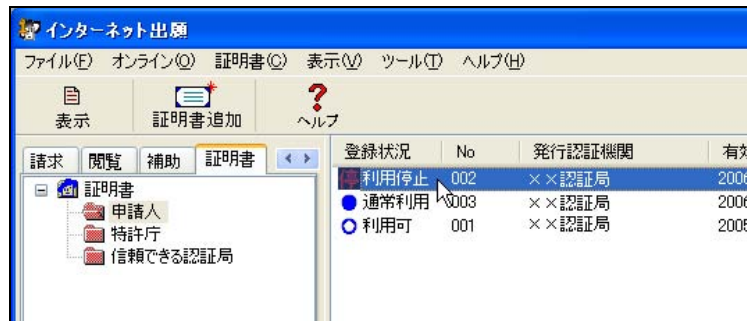 インターネット出願
ファイル(F) オンライン(O) 証明書(C) 表示(V) ツール(T) ヘルプ(H)
表示 証明書追加 ヘルプ
請求 閲覧 補助 証明書
証明書
申請人
特許庁
信頼できる認証局
登録状況 No 発行認証機関 有効
停 利用停止 002 ××認証局 2006
通常利用 003 ××認証局 2006
利用可 001 ××認証局 2005